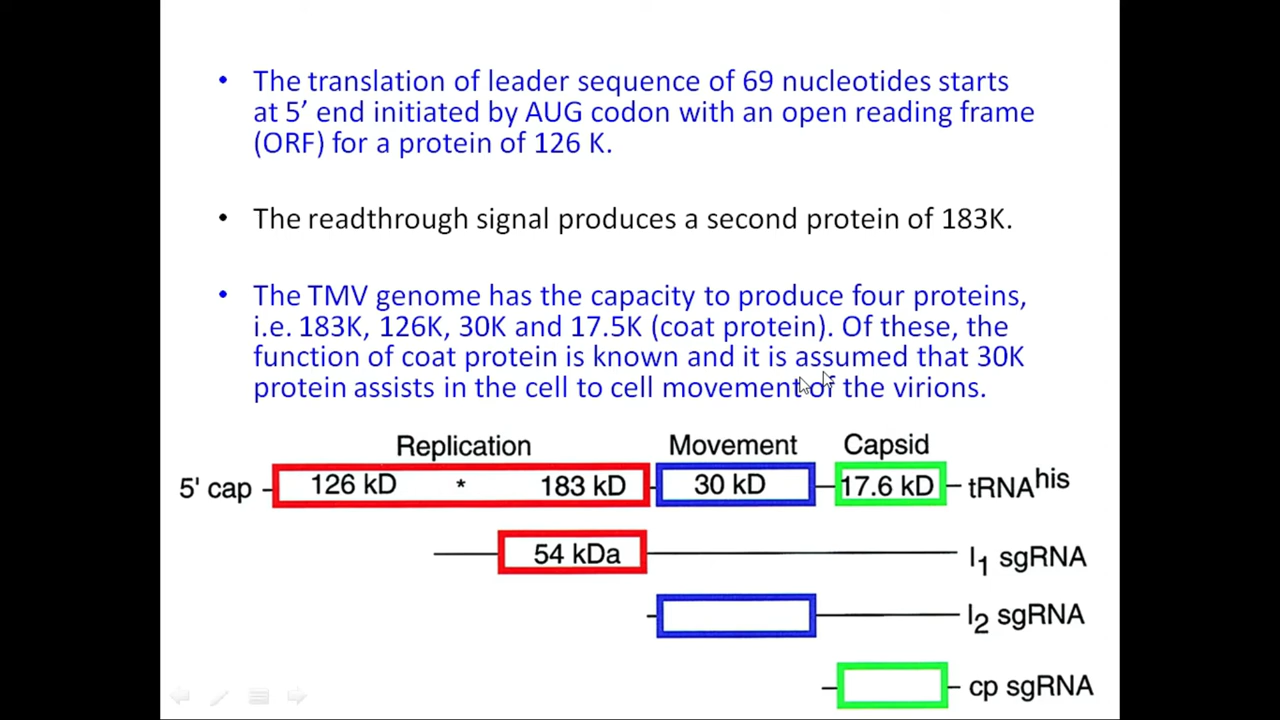 • The translation of leader sequence of 69 nucleotides starts
at 5’ end initiated by AUG codon with an open reading frame
(ORF) for a protein of 126 K.
• The readthrough signal produces a second protein of 183K.
• The TMV genome has the capacity to produce four proteins,
i.e. 183K, 126K, 30K and 17.5K (coat protein). Of these, the
function of coat protein is known and it is assumed that 30K
protein assists in the cell to cell movement of the virions.
Replication Movement Capsid
5' cap 126 kD * 183 kD 30 kD 17.6 kD tRNAhis
54 kDa I1 sgRNA
I2 sgRNA
cp sgRNA